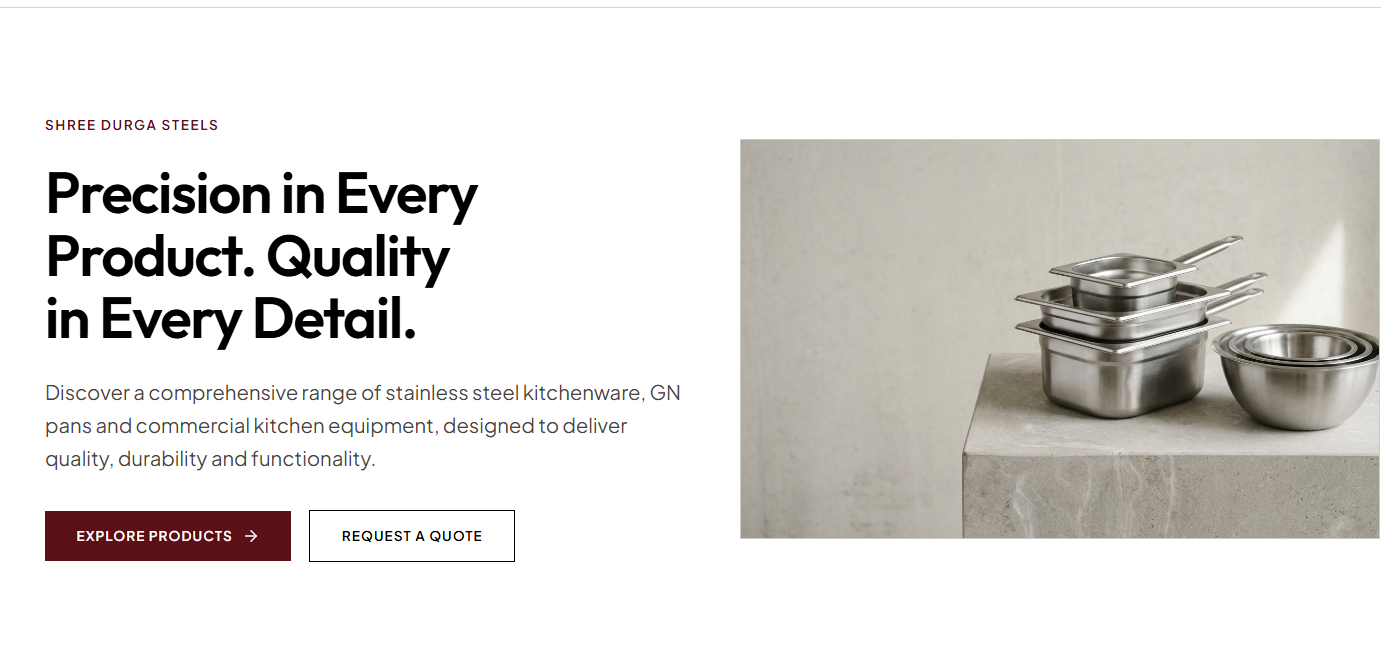 SHREE DURGA STEELS
Precision in Every
Product. Quality
in Every Detail.
Discover a comprehensive range of stainless steel kitchenware, GN
pans and commercial kitchen equipment, designed to deliver
quality, durability and functionality.
EXPLORE PRODUCTS →
REQUEST A QUOTE